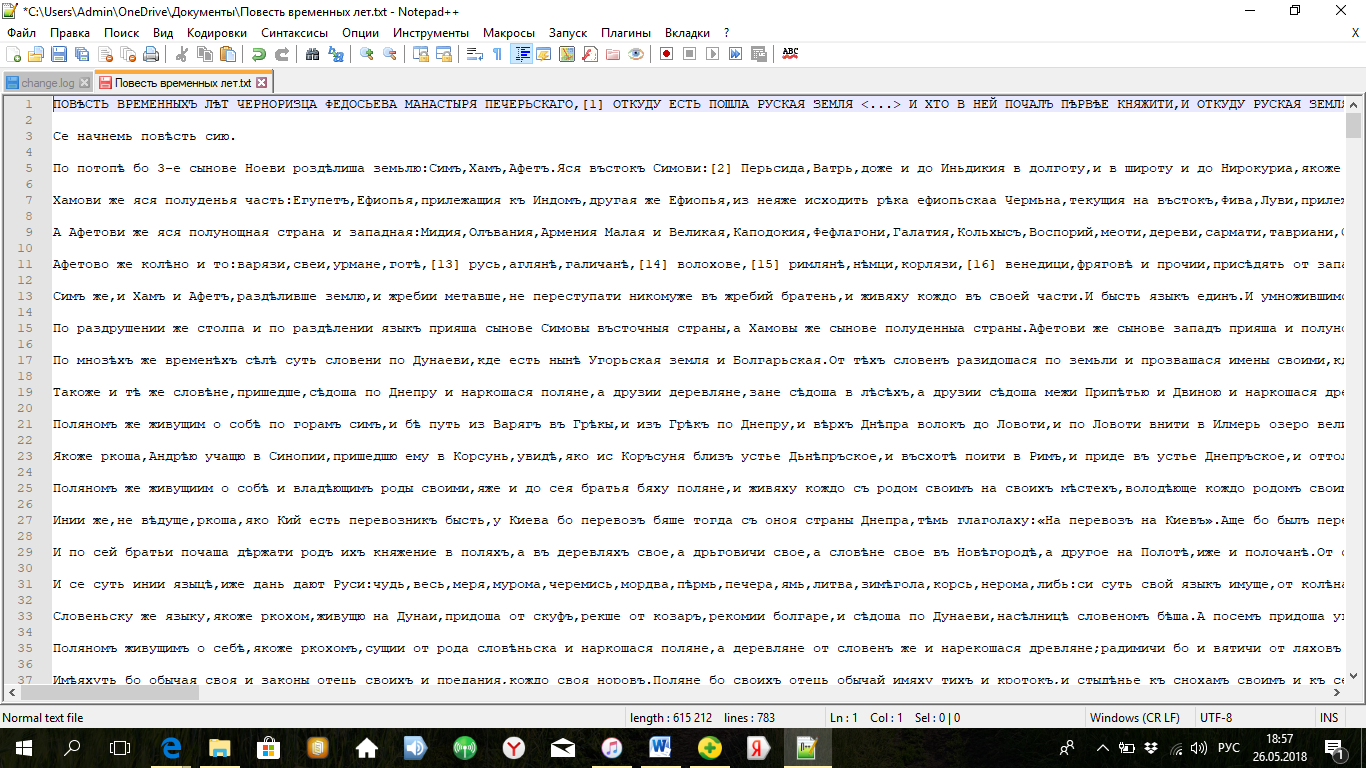 *C:\Users\Admin\OneDrive\Документы\Повесть временных лет.txt - Notepad++
Файл Правка Поиск Вид Кодировки Синтаксисы Опции Инструменты Макросы Запуск Плагины Вкладки ? X
change.log Повесть временных лет.txt
1 ПОВѢСТЬ ВРЕМЕННЫХЪ ЛѢТ ЧЕРНОРИЗЦА ФЕДОСЬЕВА МАНАСТЫРЯ ПЕЧЕРЬСКАГО,[1] ОТКУДУ ЕСТЬ ПОШЛА РУСКАЯ ЗЕМЛЯ <...> И ХТО В НЕЙ ПОЧАЛЪ ПѢРВѢЕ КНЯЖИТИ,И ОТКУДУ РУСКАЯ ЗЕМЛЯ
2
3 Се начнемь повѣсть сию.
4
5 По потопѣ бо 3-е сынове Ноеви роздѣлиша землю:Симъ,Хамъ,Афетъ.Яся въстокъ Симови:[2] Перьсида,Ватрь,доже и до Иньдикия в долготу,и в широту и до Нирокуриа,якоже
6
7 Хамови же яся полуденья часть:Егупетъ,Ефиопья,прилежащия къ Индомъ,другая же Ефиопья,из неяже исходить рѣка ефиопьскаа Чермьна,текущия на въстокъ,Фива,Луви,прилеж
8
9 А Афетови же яся полунощная страна и западная:Мидия,Олъвания,Армения Малая и Великая,Каподокия,Фефлагони,Галатия,Кольхысъ,Воспорий,меоти,дереви,сармати,тавриани,С
10
11 Афетово же колѣно и то:варязи,свеи,урмане,готѣ,[13] русь,аглянѣ,галичанѣ,[14] волохове,[15] римлянѣ,нѣмци,корлязи,[16] венедици,фряговѣ и прочии,присѣдять от запа
12
13 Симъ же,и Хамъ и Афетъ,раздѣливше землю,и жребии метавше,не переступати никомуже въ жребий братень,и живяху кождо въ своей части.И бысть языкъ единъ.И умножившимс
14
15 По раздрушении же столпа и по раздѣлении языкъ прияша сынове Симовы въсточныя страны,а Хамовы же сынове полуденныа страны.Афетови же сынове западъ прияша и полуно
16
17 По мнозѣхъ же временѣхъ сѣлѣ суть словени по Дунаеви,кде есть нынѣ Угорьская земля и Болгарьская.От тѣхъ словенъ разидошася по земьли и прозвашася имены своими,кд
18
19 Такоже и тѣ же словѣне,пришедше,сѣдоша по Днепру и наркошася поляне,а друзии деревляне,зане сѣдоша в лѣсѣхъ,а друзии сѣдоша межи Припѣтью и Двиною и наркошася дре
20
21 Поляномъ же живущим о собѣ по горамъ симъ,и бѣ путь из Варягъ въ Грѣкы,и изъ Грѣкъ по Днепру,и вѣрхъ Днѣпра волокъ до Ловоти,и по Ловоти внити в Илмерь озеро вели
22
23 Якоже ркоша,Андрѣю учащю в Синопии,пришедшю ему в Корсунь,увидѣ,яко ис Коръсуня близъ устье Дьнѣпръское,и въсхотѣ поити в Римъ,и приде въ устье Днепръское,и оттол
24
25 Поляномъ же живущиим о собѣ и владѣющимъ роды своими,яже и до сея братья бяху поляне,и живяху кождо съ родом своимъ на своихъ мѣстехъ,володѣюще кождо родомъ своим
26
27 Инии же,не вѣдуще,ркоша,яко Кий есть перевозникъ бысть,у Киева бо перевозъ бяше тогда съ оноя страны Днепра,тѣмь глаголаху:«На перевозъ на Киевъ».Аще бо былъ пере
28
29 И по сей братьи почаша дѣржати родъ ихъ княжение в поляхъ,а въ деревляхъ свое,а дрьговичи свое,а словѣне свое въ Новѣгородѣ,а другое на Полотѣ,иже и полочанѣ.От с
30
31 И се суть инии языцѣ,иже дань дают Руси:чудь,весь,меря,мурома,черемись,мордва,пѣрмь,печера,ямь,литва,зимѣгола,корсь,нерома,либь:си суть свой языкъ имуще,от колѣна
32
33 Словеньску же языку,якоже ркохом,живущю на Дунаи,придоша от скуфъ,рекше от козаръ,рекомии болгаре,и сѣдоша по Дунаеви,насѣлницѣ словеном бѣша.А посемъ придоша уг
34
35 Поляномъ живущимъ о себѣ,якоже ркохомъ,сущии от рода словѣньска и наркошася поляне,а деревляне от словенъ же и нарекошася древляне;радимичи бо и вятичи от ляховъ
36
37 Имѣяхуть бо обычая своя и законы отець своихъ и предания,кождо своя норовъ.Поляне бо своихъ отець обычай имяху тихъ и кротокъ,и стыдѣнье къ снохамъ своимъ и къ се
Normal text file length : 615 212 lines : 783 Ln : 1 Col : 1 Sel : 0 | 0 Windows (CR LF) UTF-8 INS
РУС 18:57
26.05.2018